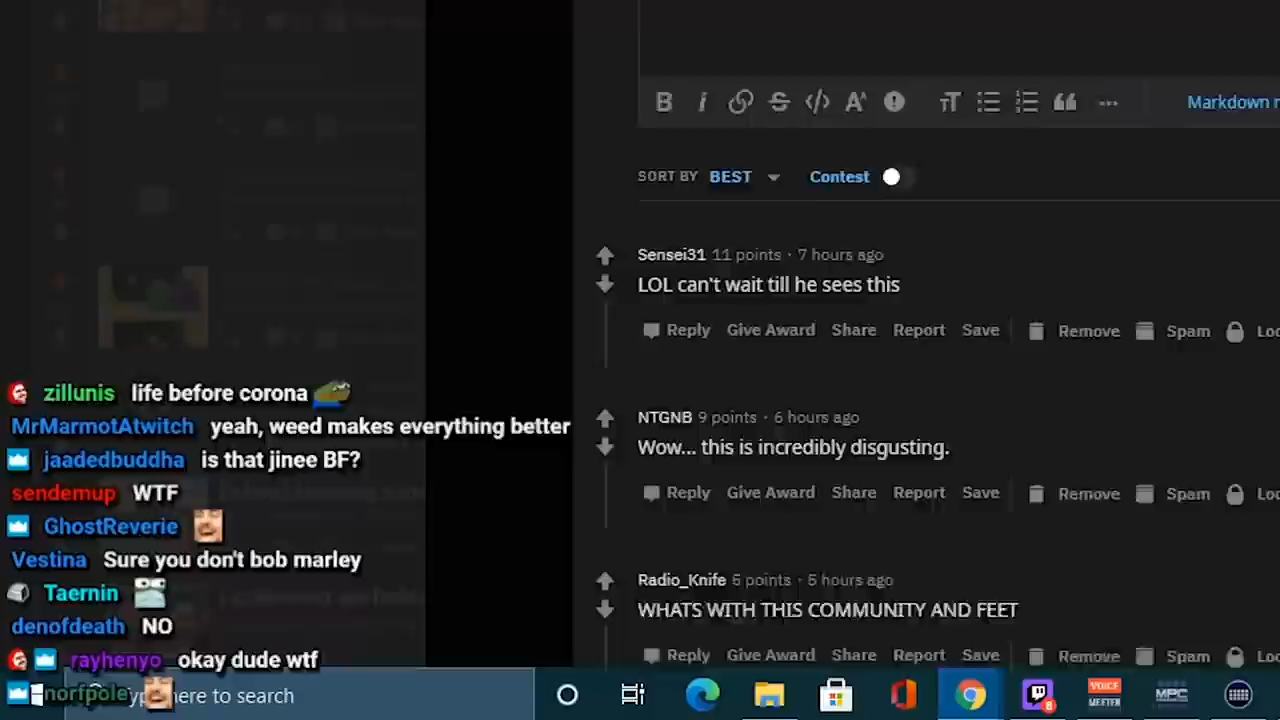 Markdown
SORT BY BEST
Contest
Sensei31 11 points · 7 hours ago
LOL can't wait till he sees this
Reply Give Award Share Report Save Remove Spam
NTGNB 9 points · 6 hours ago
Wow... this is incredibly disgusting.
Reply Give Award Share Report Save Remove Spam
Radio_Knife 5 points · 5 hours ago
WHATS WITH THIS COMMUNITY AND FEET
Reply Give Award Share Report Save Remove Spam
zillunis life before corona
MrMarmotAtwitch yeah, weed makes everything better
jaadedbuddha is that jinee BF?
sendemup WTF
GhostReverie
Vestina Sure you don't bob marley
Taernin
denofdeath NO
rayhenyo okay dude wtf
norfpole
here to search
8
VOICE
MEETER
MPC